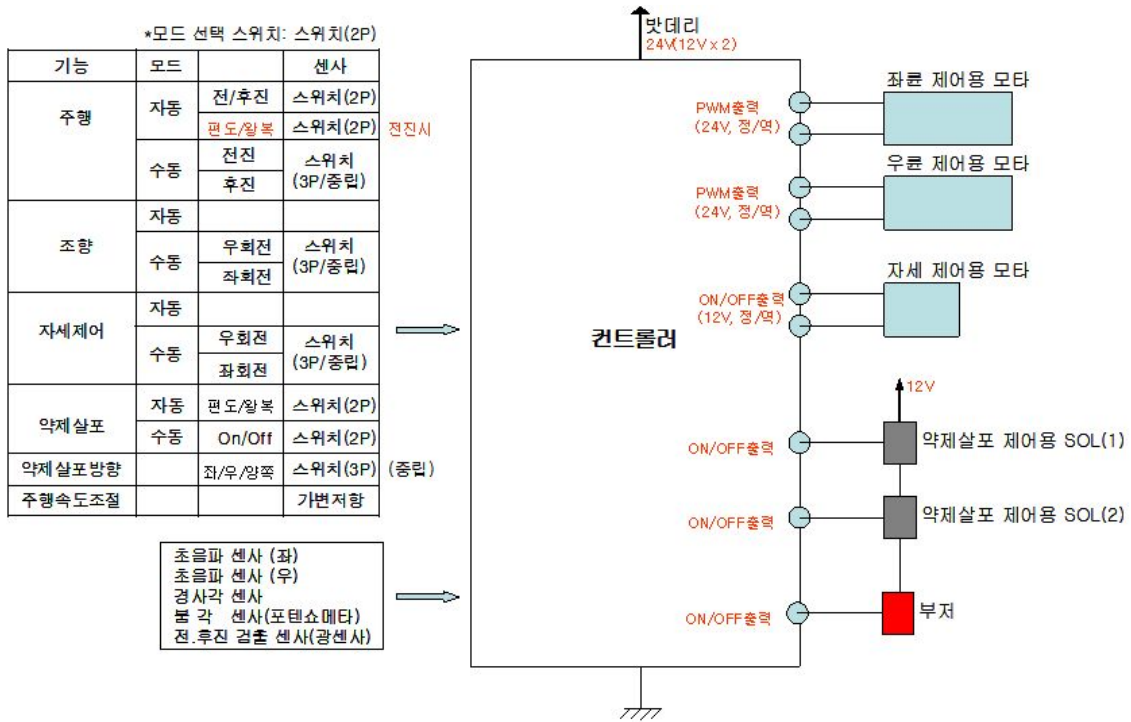 *모드 선택 스위치: 스위치(2P)
기능 모드 센사
주행 자동 전/후진 스위치(2P)
편도/왕복 스위치(2P) 전진시
수동 전진 스위치
(3P/중립)
후진
조향 자동
수동 우회전 스위치
(3P/중립)
좌회전
자세제어 자동
수동 우회전 스위치
(3P/중립)
좌회전
약제살포 자동 편도/왕복 스위치(2P)
수동 On/Off 스위치(2P)
약제살포방향 좌/우/양쪽 스위치(3P) (중립)
주행속도조절 가변저항
초음파 센사 (좌)
초음파 센사 (우)
경사각 센사
붐 각 센사(포텐쇼메타)
전.후진 검출 센사(광센사)
밧데리
24V(12V x 2)
컨트롤러
PWM출력
(24V, 정/역)
좌륜 제어용 모타
PWM출력
(24V, 정/역)
우륜 제어용 모타
ON/OFF출력
(12V, 정/역)
자세 제어용 모타
12V
ON/OFF출력
약제살포 제어용 SOL(1)
ON/OFF출력
약제살포 제어용 SOL(2)
ON/OFF출력
부저